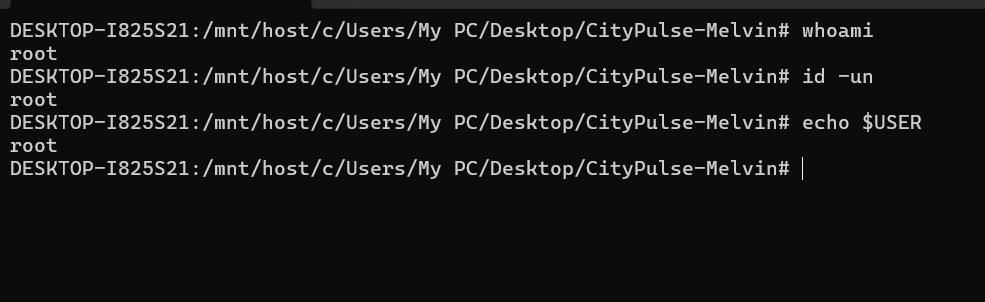 DESKTOP-I825S21:/mnt/host/c/Users/My PC/Desktop/CityPulse-Melvin# whoami
root
DESKTOP-I825S21:/mnt/host/c/Users/My PC/Desktop/CityPulse-Melvin# id -un
root
DESKTOP-I825S21:/mnt/host/c/Users/My PC/Desktop/CityPulse-Melvin# echo $USER
root
DESKTOP-I825S21:/mnt/host/c/Users/My PC/Desktop/CityPulse-Melvin#